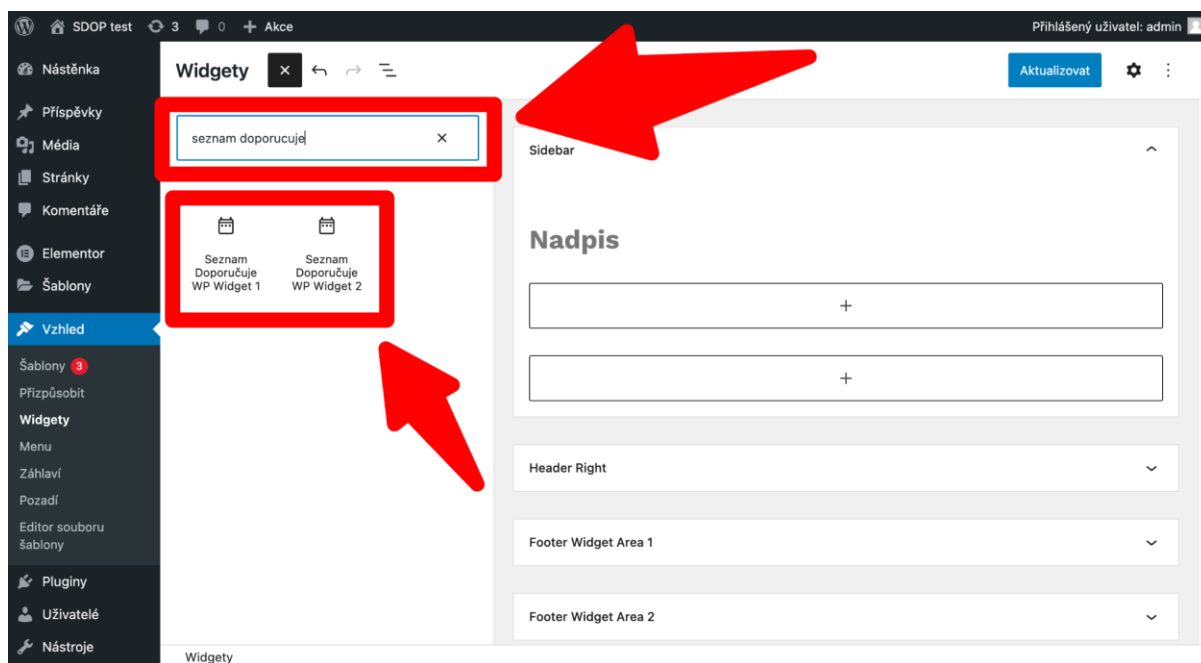 SDOP test 3 0 + Akce Přihlášený uživatel: admin
Nástěnka
Příspěvky
Média
Stránky
Komentáře
Elementor
Šablony
Vzhled
Šablony 3
Přizpůsobit
Widgety
Menu
Záhlaví
Pozadí
Editor souboru
šablony
Pluginy
Uživatelé
Nástroje
Widgety
Aktualizovat
seznam doporucuje
Seznam
Doporučuje
WP Widget 1
Seznam
Doporučuje
WP Widget 2
Sidebar
Nadpis
Header Right
Footer Widget Area 1
Footer Widget Area 2
Widgety